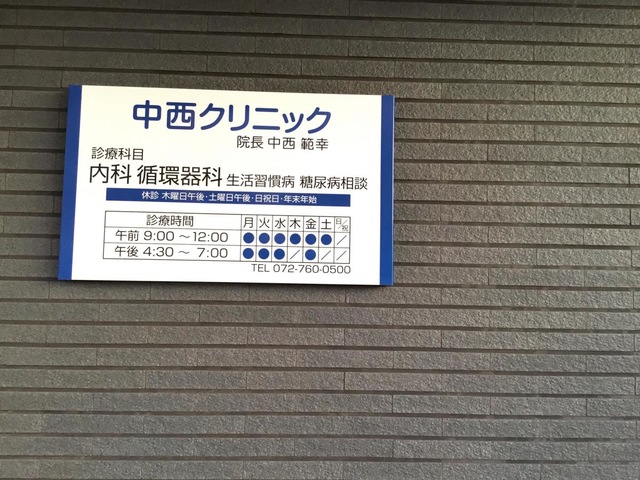 中西クリニック
院長 中西 範幸
診療科目
内科 循環器科 生活習慣病 糖尿病相談
休診 木曜日午後・土曜日午後・日祝日・年末年始
診療時間 月 火 水 木 金 土 日/祝
午前 9:00 ～ 12:00 ● ● ● ● ● ● ／
午後 4:30 ～ 7:00 ● ● ● ／ ● ／ ／
TEL 072-760-0500